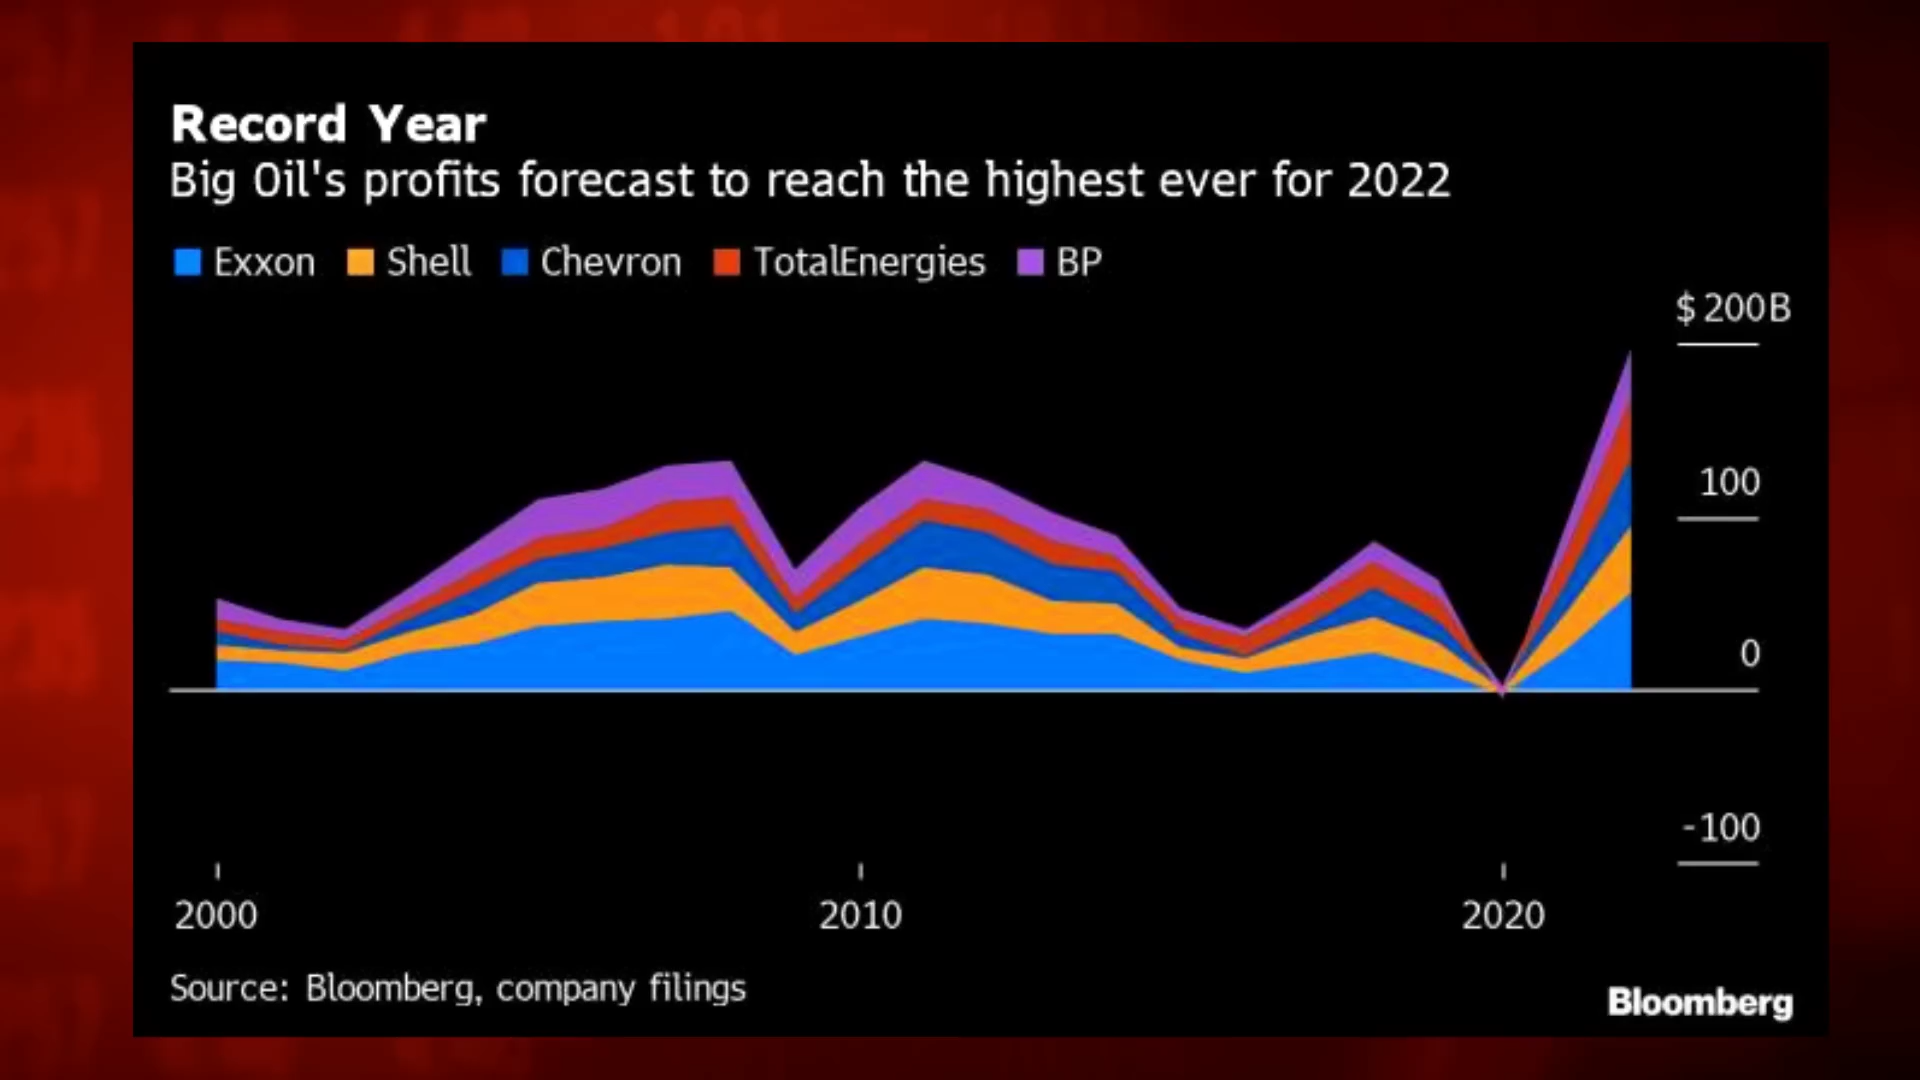 Record Year
Big Oil's profits forecast to reach the highest ever for 2022
Exxon Shell Chevron TotalEnergies BP
$200B
100
0
-100
2000 2010 2020
Source: Bloomberg, company filings
Bloomberg